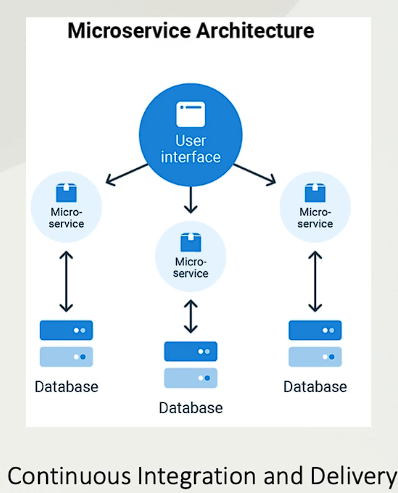 Microservice Architecture
User
interface
Micro-
service
Micro-
service
Micro-
service
Database
Database
Database
Continuous Integration and Delivery